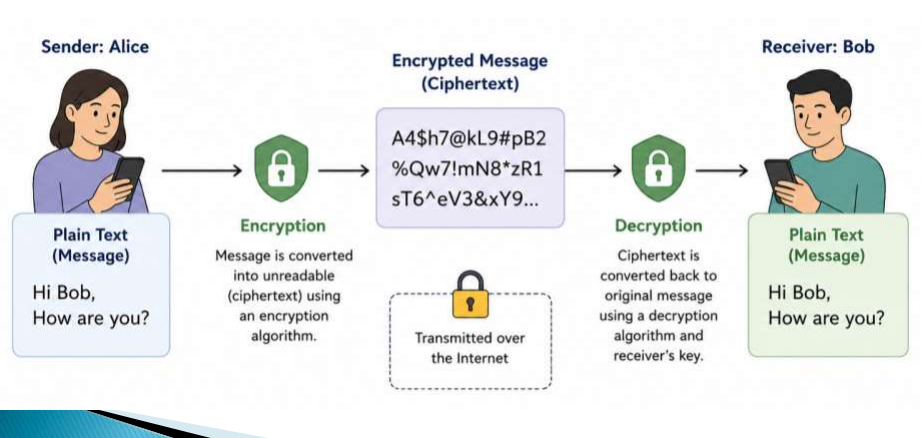 Sender: Alice
Plain Text
(Message)
Hi Bob,
How are you?
Encryption
Message is converted
into unreadable
(ciphertext) using
an encryption
algorithm.
Encrypted Message
(Ciphertext)
A4$h7@kL9#pB2
%Qw7!mN8*zR1
sT6^eV3&xY9...
Transmitted over
the Internet
Decryption
Ciphertext is
converted back to
original message
using a decryption
algorithm and
receiver's key.
Receiver: Bob
Plain Text
(Message)
Hi Bob,
How are you?